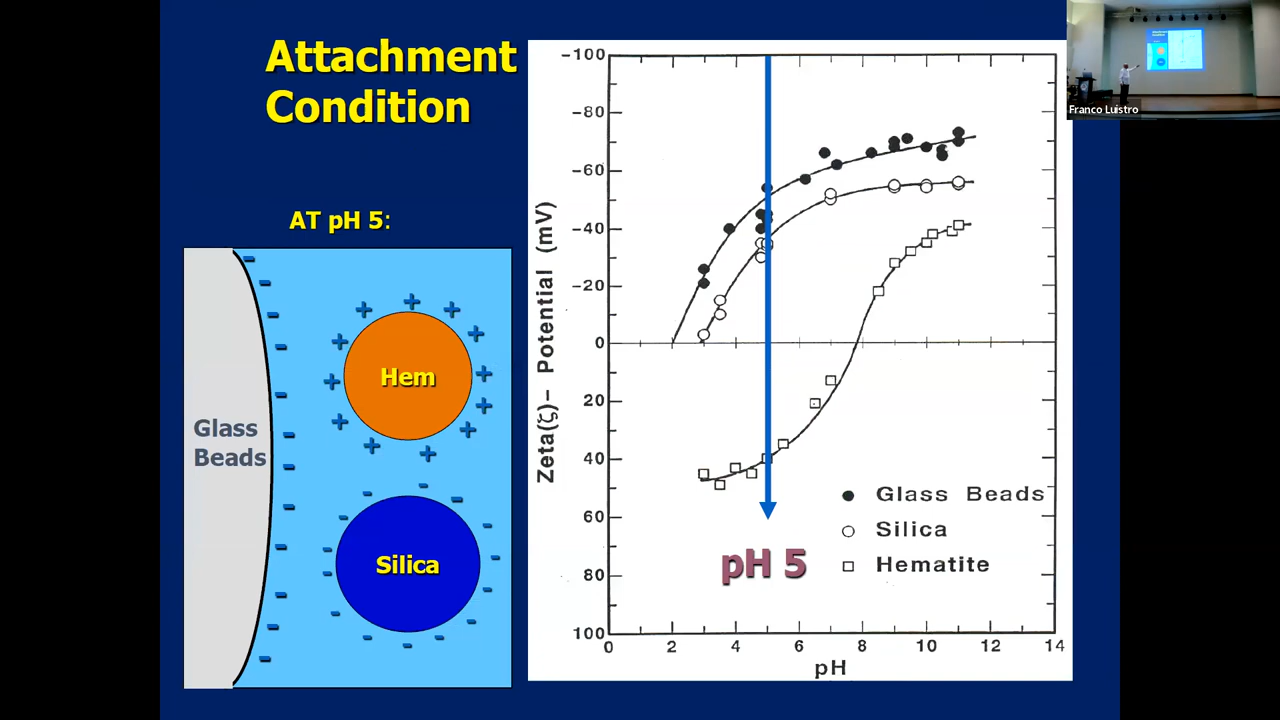 Attachment
Condition
AT pH 5:
Glass
Beads
Hem
Silica
Zeta(ζ)- Potential (mV)
-100
-80
-60
-40
-20
0
20
40
60
80
100
0 2 4 6 8 10 12 14
pH
pH 5
Glass Beads
Silica
Hematite
Franco Luistro